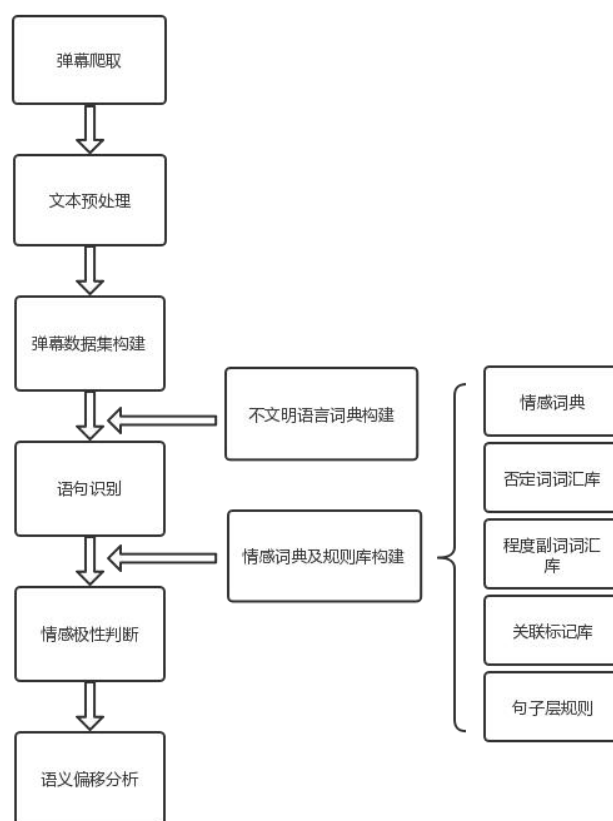 弹幕爬取
文本预处理
弹幕数据集构建
不文明语言词典构建
语句识别
情感词典及规则库构建
情感极性判断
语义偏移分析
情感词典
否定词词汇库
程度副词词汇
库
关联标记库
句子层规则